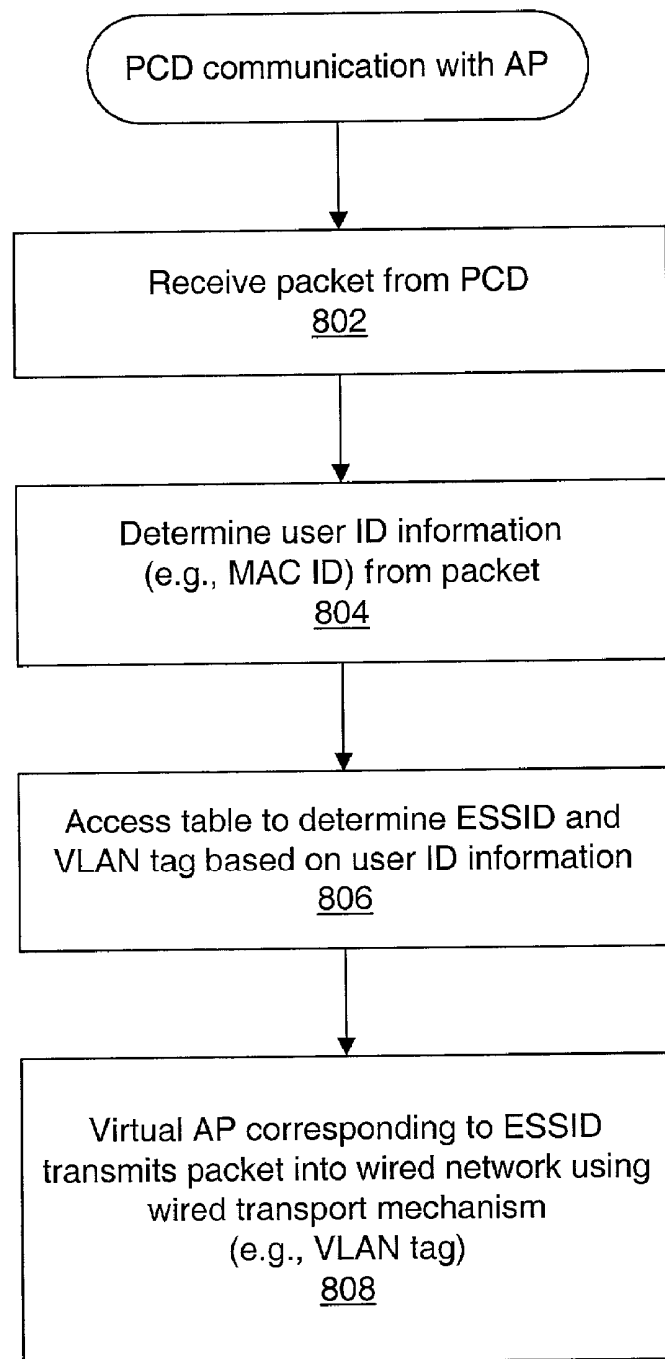 PCD communication with AP
Receive packet from PCD
802
Determine user ID information
(e.g., MAC ID) from packet
804
Access table to determine ESSID and
VLAN tag based on user ID information
806
Virtual AP corresponding to ESSID
transmits packet into wired network using
wired transport mechanism
(e.g., VLAN tag)
808